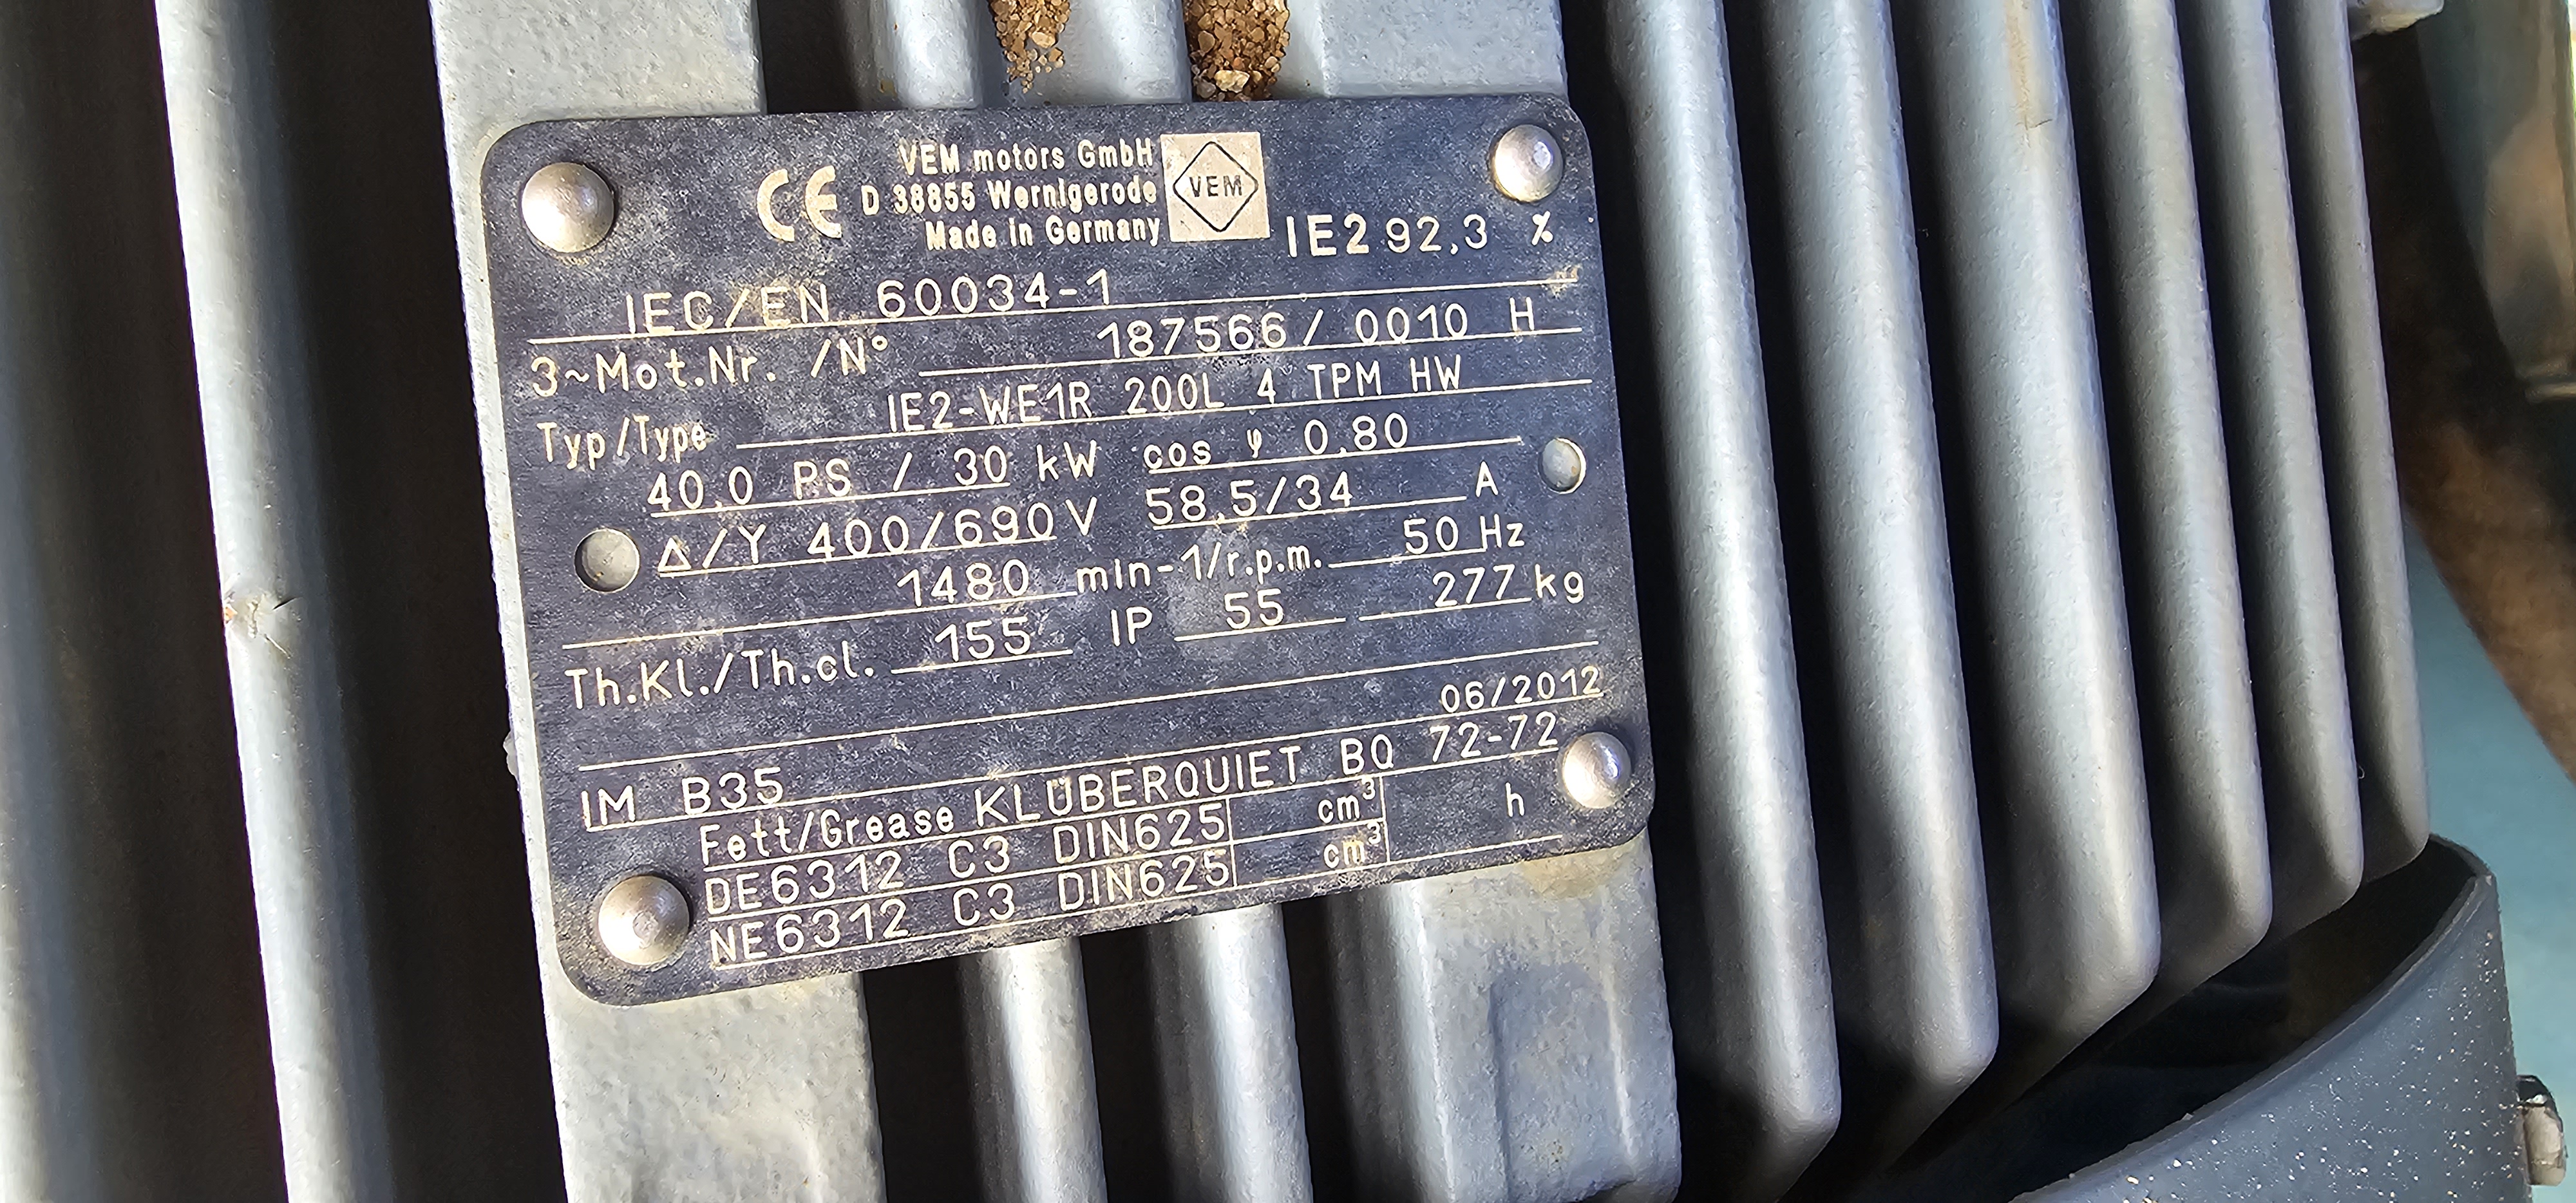 CE
VEM motors GmbH
D 38855 Wernigerode
Made in Germany
VEM
IE2 92,3 %
IEC/EN 60034-1
3~Mot.Nr. /N° 187566/ 0010 H
Typ/Type IE2-WE1R 200L 4 TPM HW
40,0 PS / 30 kW cos φ 0,80
Δ/Y 400/690 V 58,5/34 A
1480 min-1/r.p.m. 50 Hz
Th.Kl./Th.cl. 155 IP 55 277 kg
06/2012
IM B35
Fett/Grease KLÜBERQUIET BQ 72-72
DE6312 C3 DIN625 cm³ h
NE6312 C3 DIN625 cm³